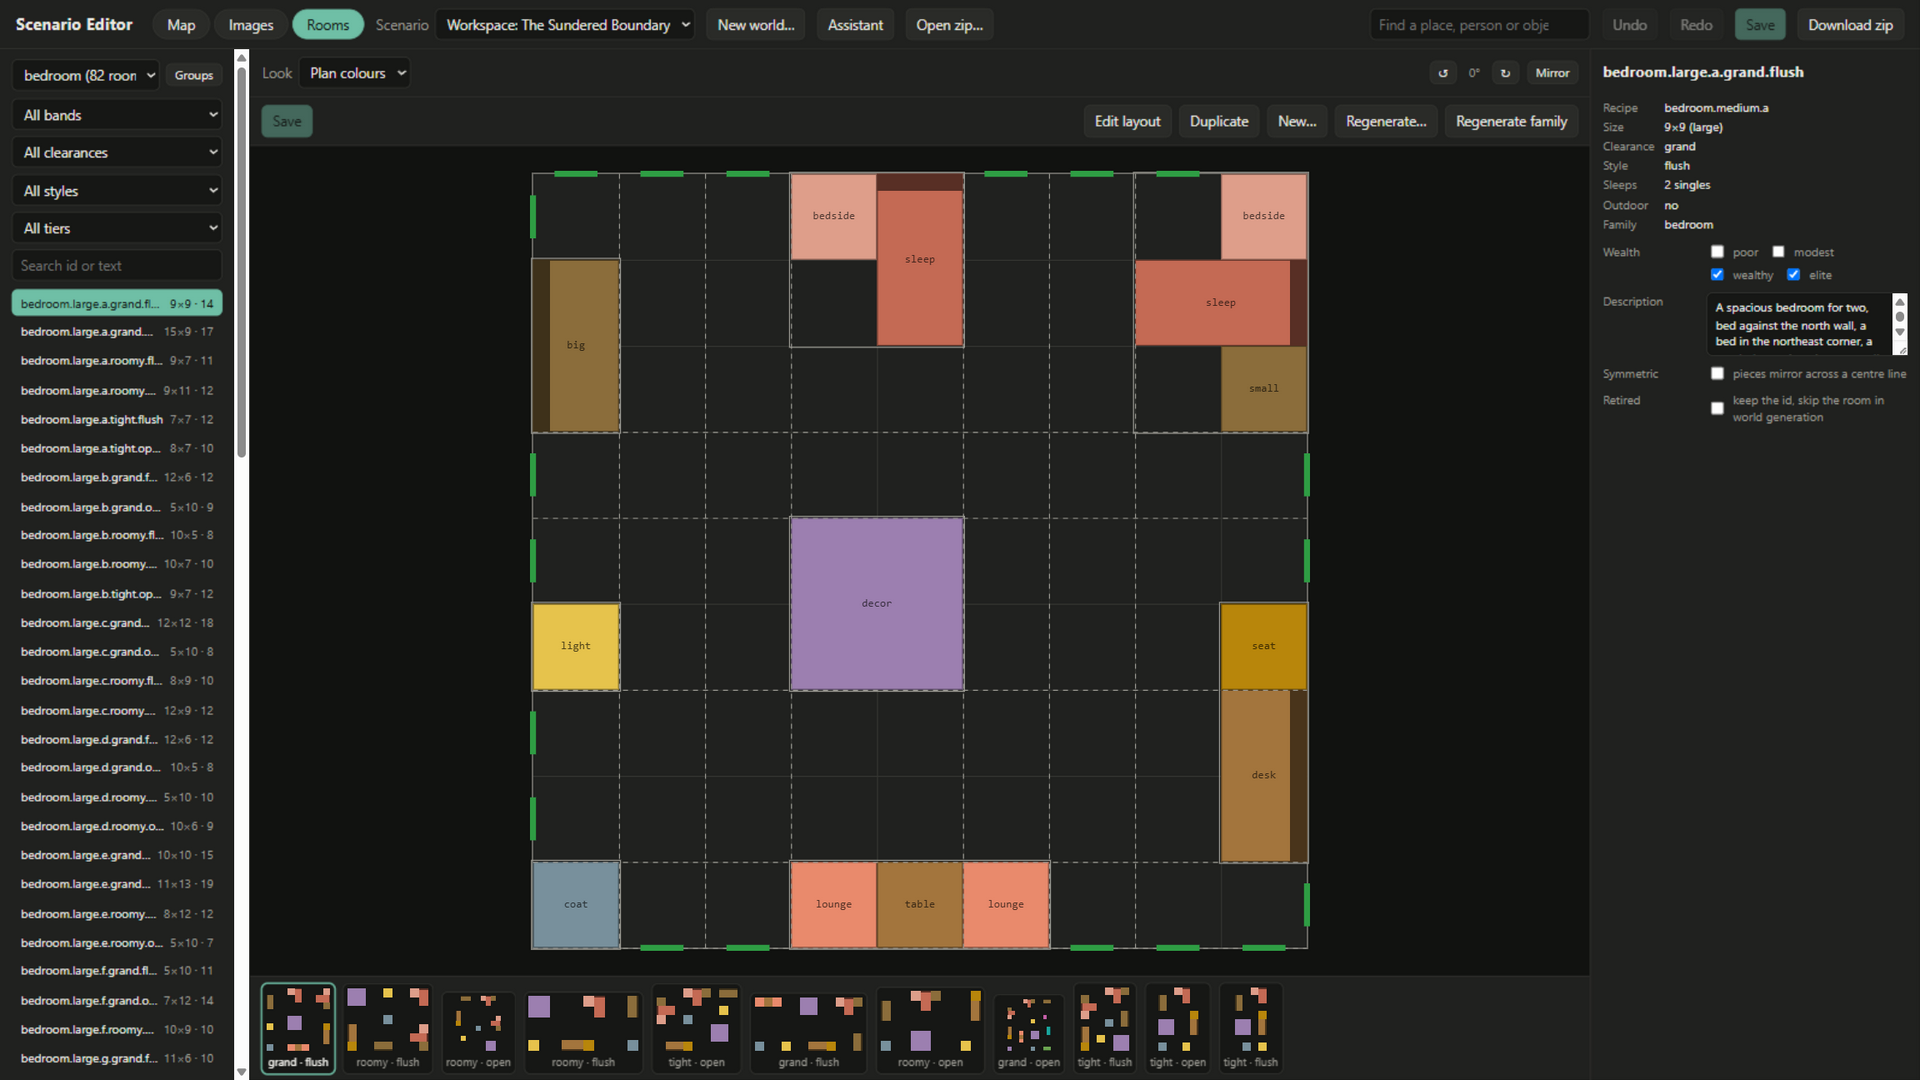 Scenario Editor
Map
Images
Rooms
Scenario
Workspace: The Sundered Boundary
New world...
Assistant
Open zip...
Find a place, person or obje
Undo
Redo
Save
Download zip
bedroom (82 roor
Groups
All bands
All clearances
All styles
All tiers
Search id or text
bedroom.large.a.grand.fl... 9×9 · 14
bedroom.large.a.grand.... 15×9 · 17
bedroom.large.a.roomy.fl... 9×7 · 11
bedroom.large.a.roomy.... 9×11 · 12
bedroom.large.a.tight.flush 7×7 · 12
bedroom.large.a.tight.op... 8×7 · 10
bedroom.large.b.grand.f... 12×6 · 12
bedroom.large.b.grand.o... 5×10 · 9
bedroom.large.b.roomy.fl... 10×5 · 8
bedroom.large.b.roomy.... 10×7 · 10
bedroom.large.b.tight.op... 9×7 · 12
bedroom.large.c.grand... 12×12 · 18
bedroom.large.c.grand.o... 5×10 · 8
bedroom.large.c.roomy.fl... 8×9 · 10
bedroom.large.c.roomy.... 12×9 · 12
bedroom.large.d.grand.f... 12×6 · 12
bedroom.large.d.grand.o... 10×5 · 8
bedroom.large.d.roomy.... 5×10 · 10
bedroom.large.d.roomy.o... 10×6 · 9
bedroom.large.e.grand... 10×10 · 15
bedroom.large.e.grand... 11×13 · 19
bedroom.large.e.roomy.... 8×12 · 12
bedroom.large.e.roomy.o... 5×10 · 7
bedroom.large.f.grand.fl... 5×10 · 11
bedroom.large.f.grand.o... 7×12 · 14
bedroom.large.f.roomy.... 10×9 · 10
bedroom.large.g.grand.f... 11×6 · 10
Look
Plan colours
↺
0°
↻
Mirror
Save
Edit layout
Duplicate
New...
Regenerate...
Regenerate family
bedside
sleep
bedside
sleep
big
small
decor
light
seat
desk
coat
lounge
table
lounge
grand · flush
roomy · flush
roomy · open
roomy · flush
tight · open
grand · flush
roomy · open
grand · open
tight · flush
tight · open
tight · flush
bedroom.large.a.grand.flush
Recipe bedroom.medium.a
Size 9×9 (large)
Clearance grand
Style flush
Sleeps 2 singles
Outdoor no
Family bedroom
Wealth poor modest
wealthy elite
Description
A spacious bedroom for two,
bed against the north wall, a
bed in the northeast corner, a
Symmetric pieces mirror across a centre line
Retired keep the id, skip the room in
world generation